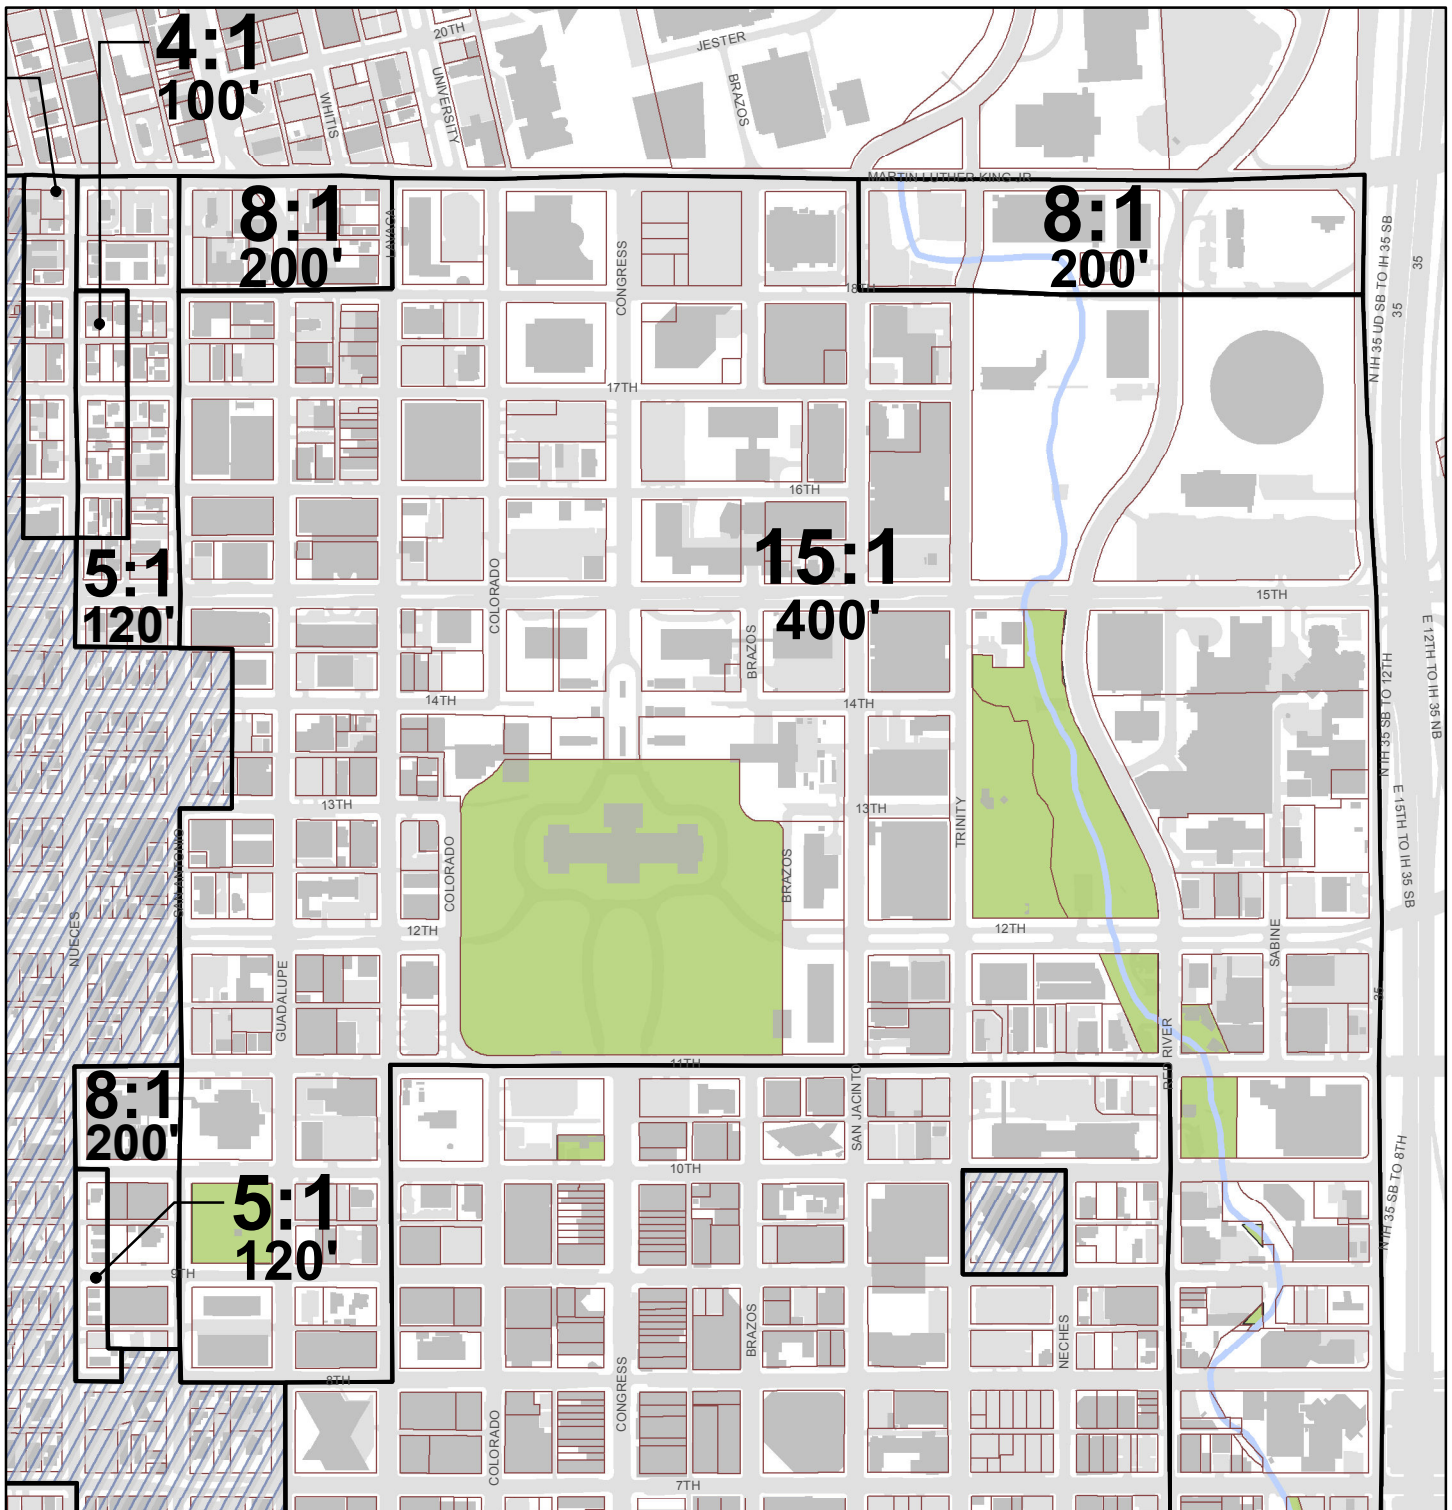 20TH
JESTER
4:1
100'
WHITIS
UNIVERSITY
BRAZOS
MARTIN LUTHER KING JR
8:1
200'
LAVACA
8:1
200'
CONGRESS
18TH
N IH 35 UD SB TO IH 35 SB
35
35
17TH
16TH
15:1
400'
5:1
120'
COLORADO
15TH
BRAZOS
E 12TH TO IH 35 NB
N IH 35 SB TO 12TH
14TH
14TH
13TH
13TH
TRINITY
E 15TH TO IH 35 SB
SAN ANTONIO
COLORADO
BRAZOS
NUECES
12TH
12TH
SABINE
GUADALUPE
35
RED RIVER
11TH
8:1
200'
SAN JACINTO
10TH
N IH 35 SB TO 8TH
5:1
120'
9TH
BRAZOS
NECHES
CONGRESS
8TH
COLORADO
7TH